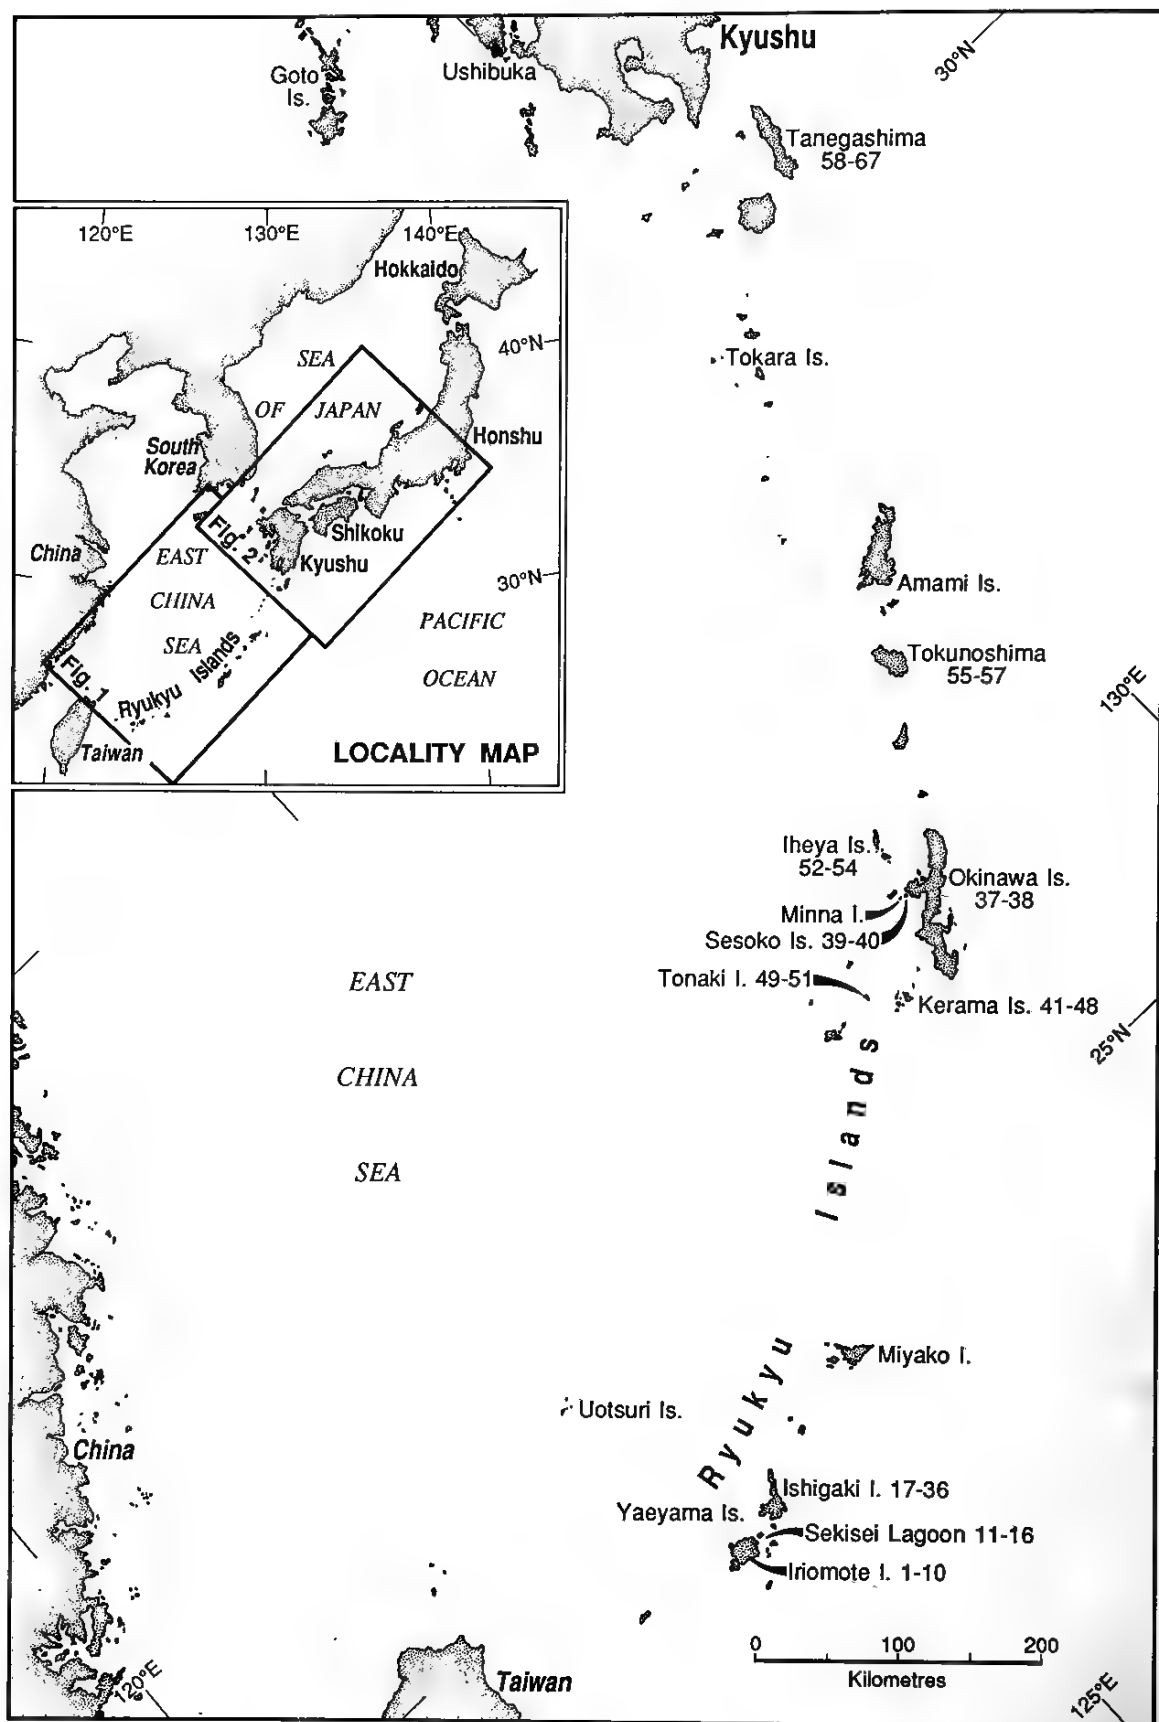 Kyushu
30°N
Goto
Is.
Ushibuka
Tanegashima
58-67
120°E
130°E
140°E
Hokkaido
40°N
SEA
OF JAPAN
Honshu
South
Korea
Fig. 2
Shikoku
China
EAST
Kyushu
30°N
CHINA
PACIFIC
SEA
Ryukyu Islands
OCEAN
Fig. 1
Taiwan
LOCALITY MAP
Tokara Is.
Amami Is.
Tokunoshima
55-57
130°E
Iheya Is.
52-54
Okinawa Is.
37-38
Minna I.
Sesoko Is. 39-40
Tonaki I. 49-51
Kerama Is. 41-48
25°N
EAST
CHINA
SEA
Ryukyu Islands
Miyako I.
Uotsuri Is.
China
Ishigaki I. 17-36
Yaeyama Is.
Sekisei Lagoon 11-16
Iriomote I. 1-10
0 100 200
Kilometres
Taiwan
120°E
125°E